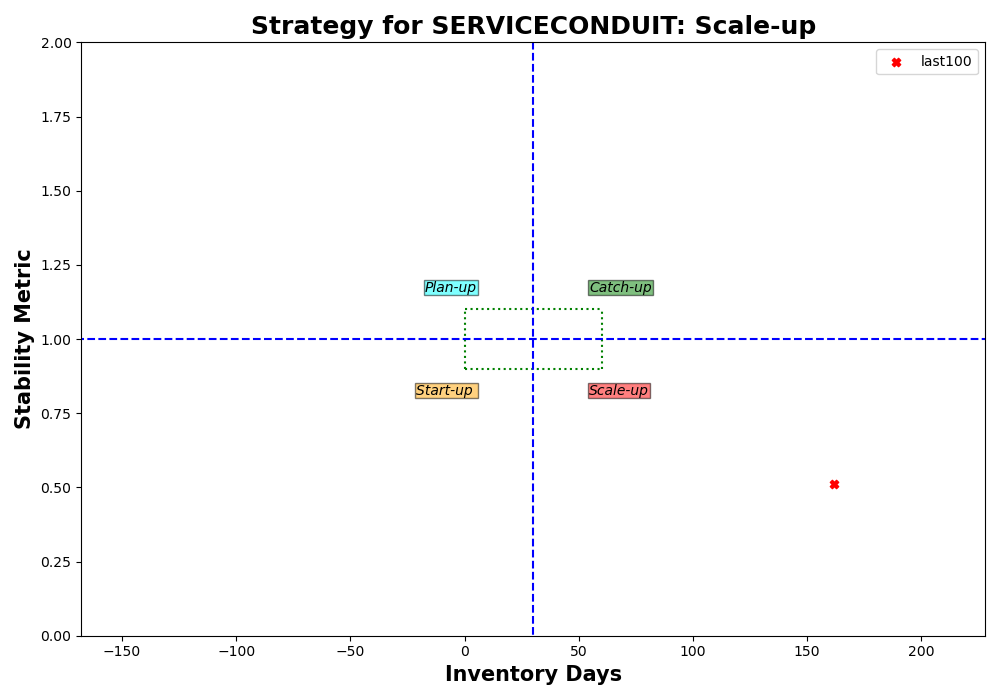 Strategy for SERVICECONDUIT: Scale-up
2.00
last100
1.75
1.50
1.25
Plan-up
Catch-up
1.00
Start-up
Scale-up
0.75
0.50
0.25
0.00
−150
−100
−50
0
50
100
150
200
Stability Metric
Inventory Days